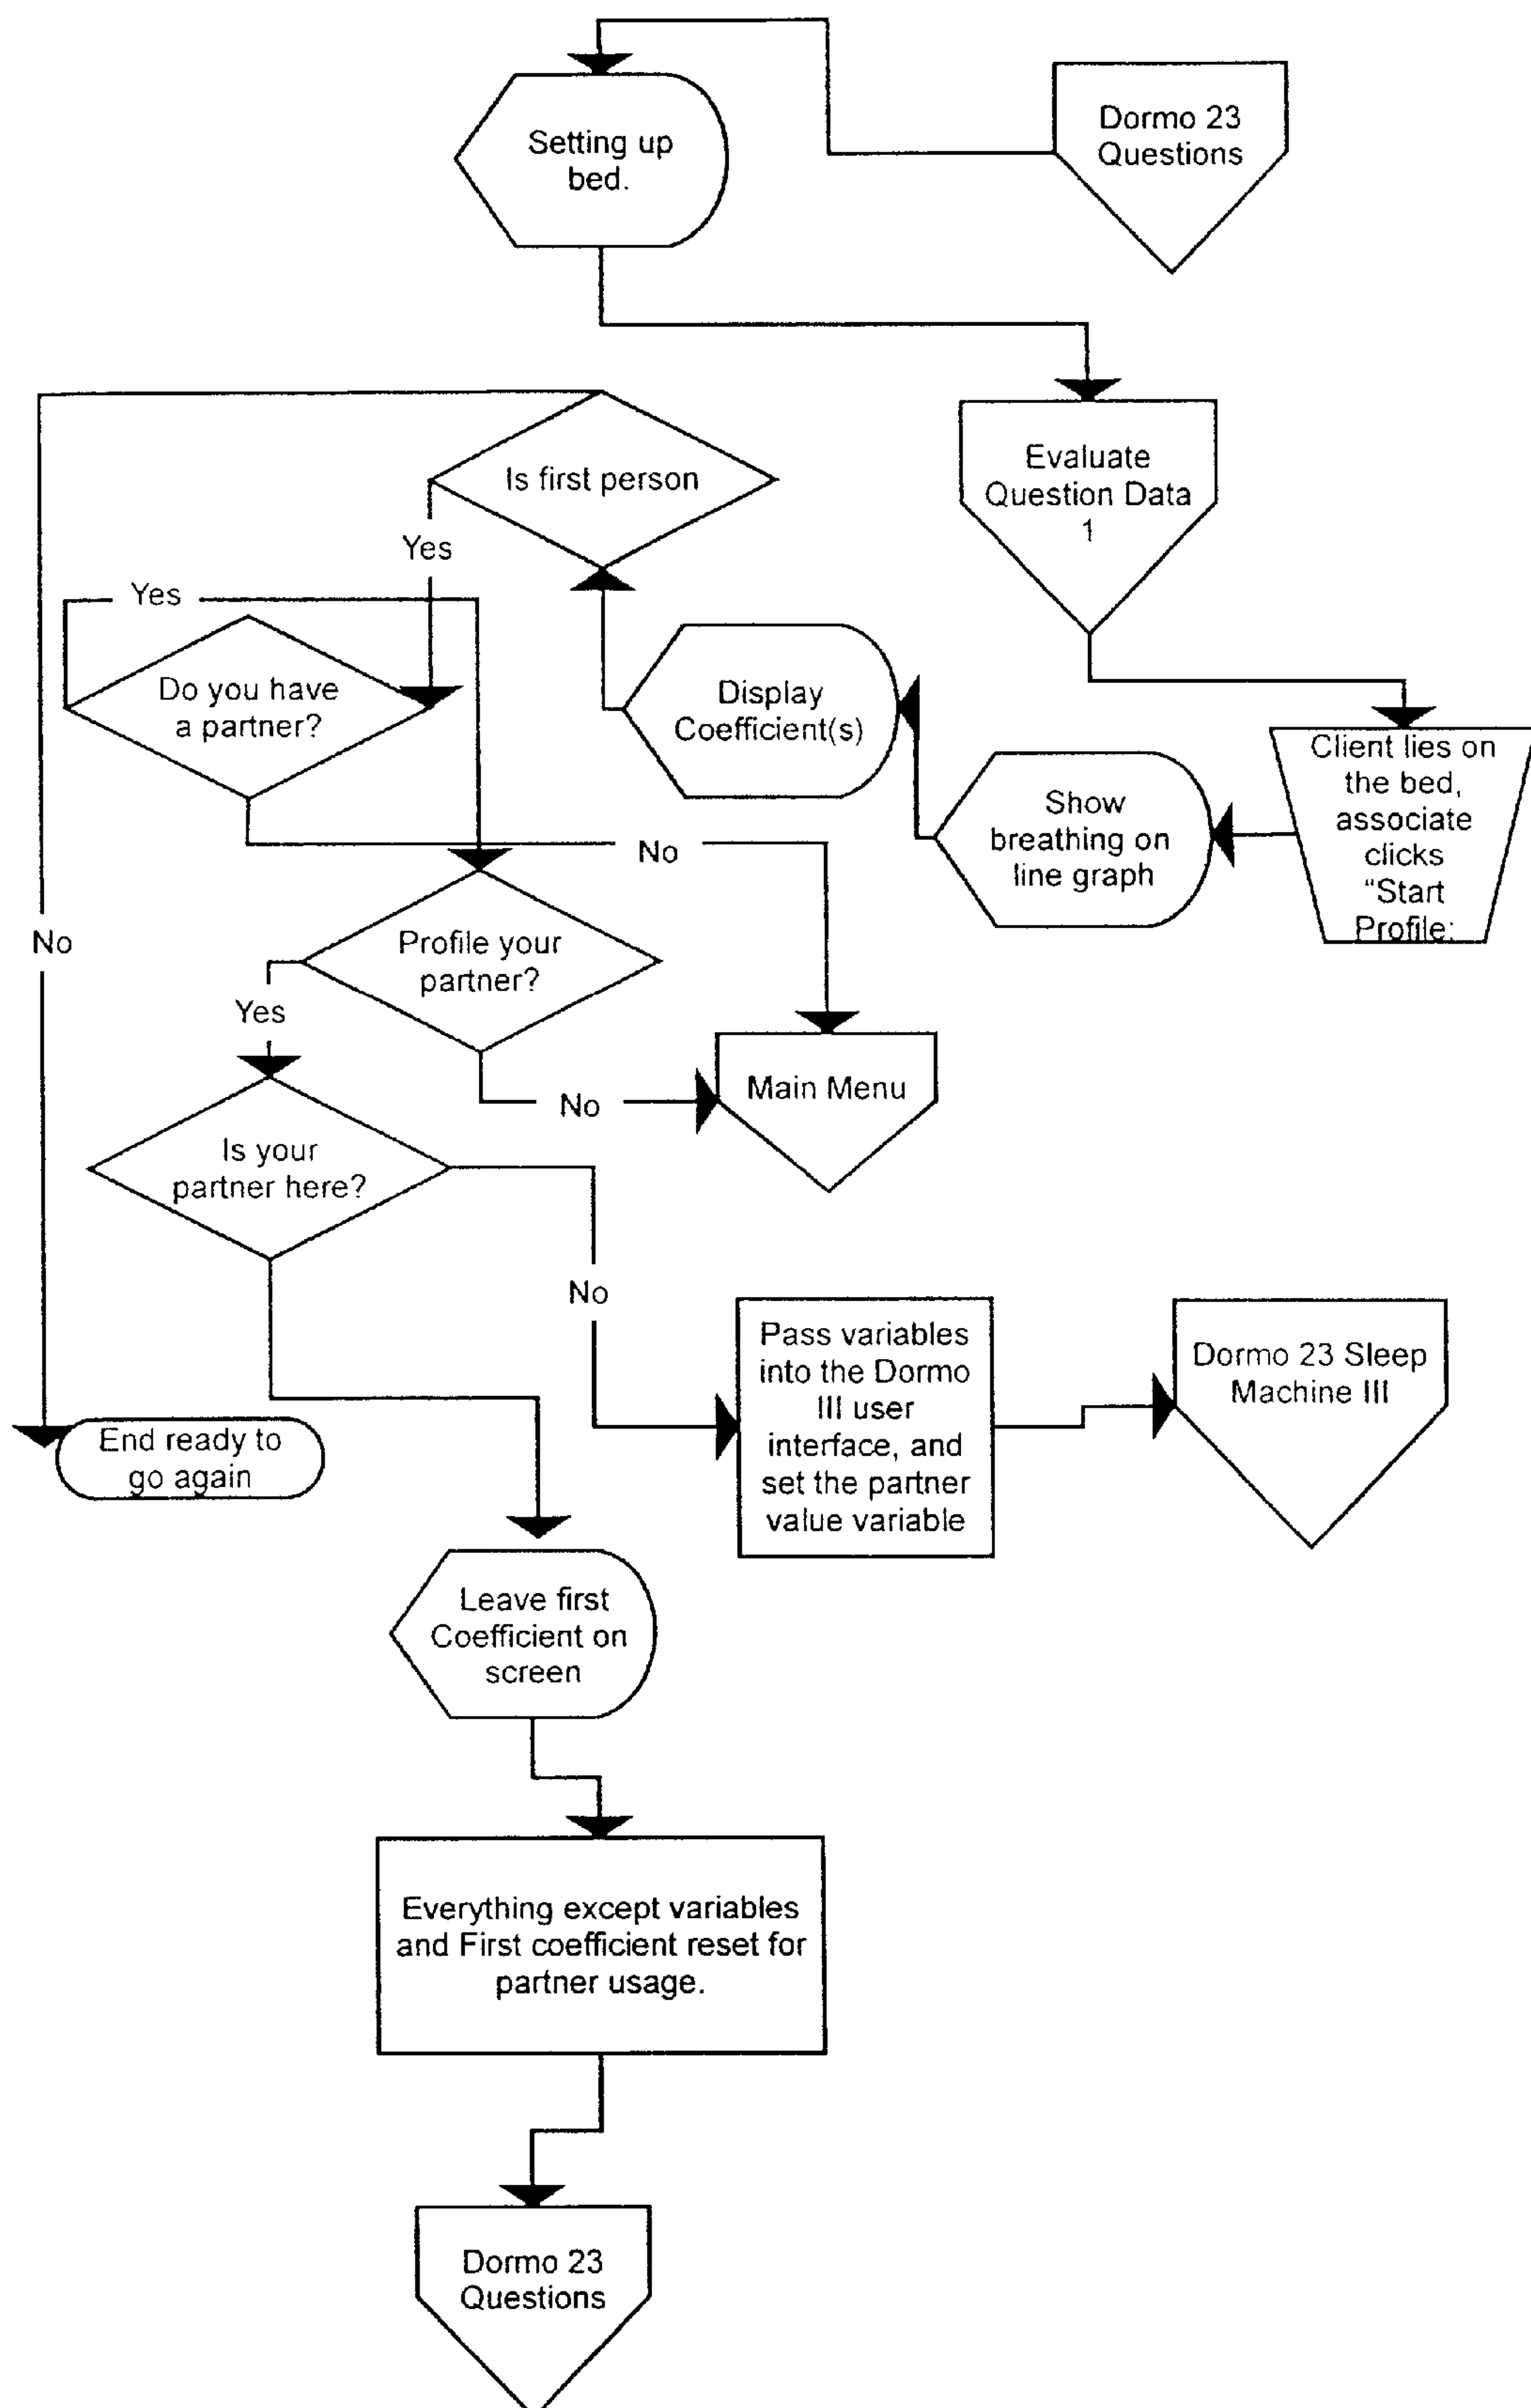 Dormo 23
Questions
Setting up
bed.
Evaluate
Question Data
1
Is first person
Yes
Yes
Do you have
a partner?
Display
Coefficient(s)
Show
breathing on
line graph
Client lies on
the bed,
associate
clicks
“Start
Profile:
No
No
Profile your
partner?
Yes
Main Menu
No
Is your
partner here?
No
Pass variables
into the Dormo
III user
interface, and
set the partner
value variable
Dormo 23 Sleep
Machine III
End ready to
go again
Leave first
Coefficient on
screen
Everything except variables
and First coefficient reset for
partner usage.
Dormo 23
Questions